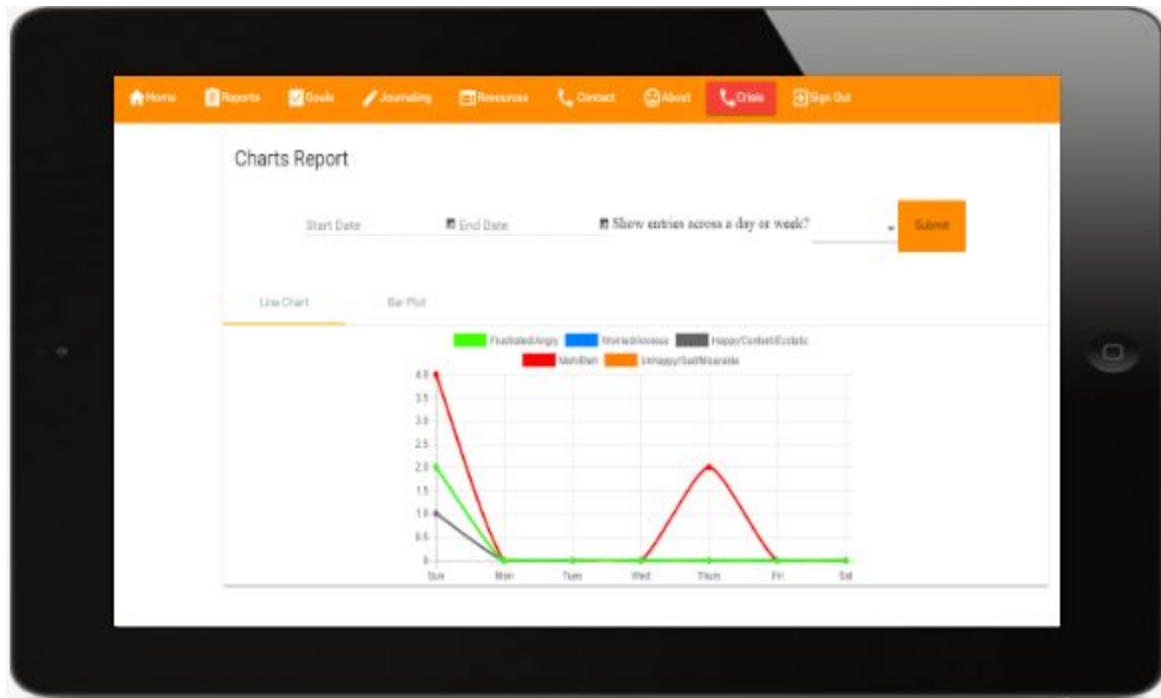 Home Reports Goals Journaling Resources Contact About Crisis Sign Out
Charts Report
Start Date End Date Show entries across a day or week? Submit
Line Chart Bar Plot
Frustrated/Angry Worried/Anxious Happy/Content/Ecstatic
Meh/Blah Unhappy/Sad/Miserable
4.0
3.5
3.0
2.5
2.0
1.5
1.0
0.5
0
Sun Mon Tues Wed Thurs Fri Sat